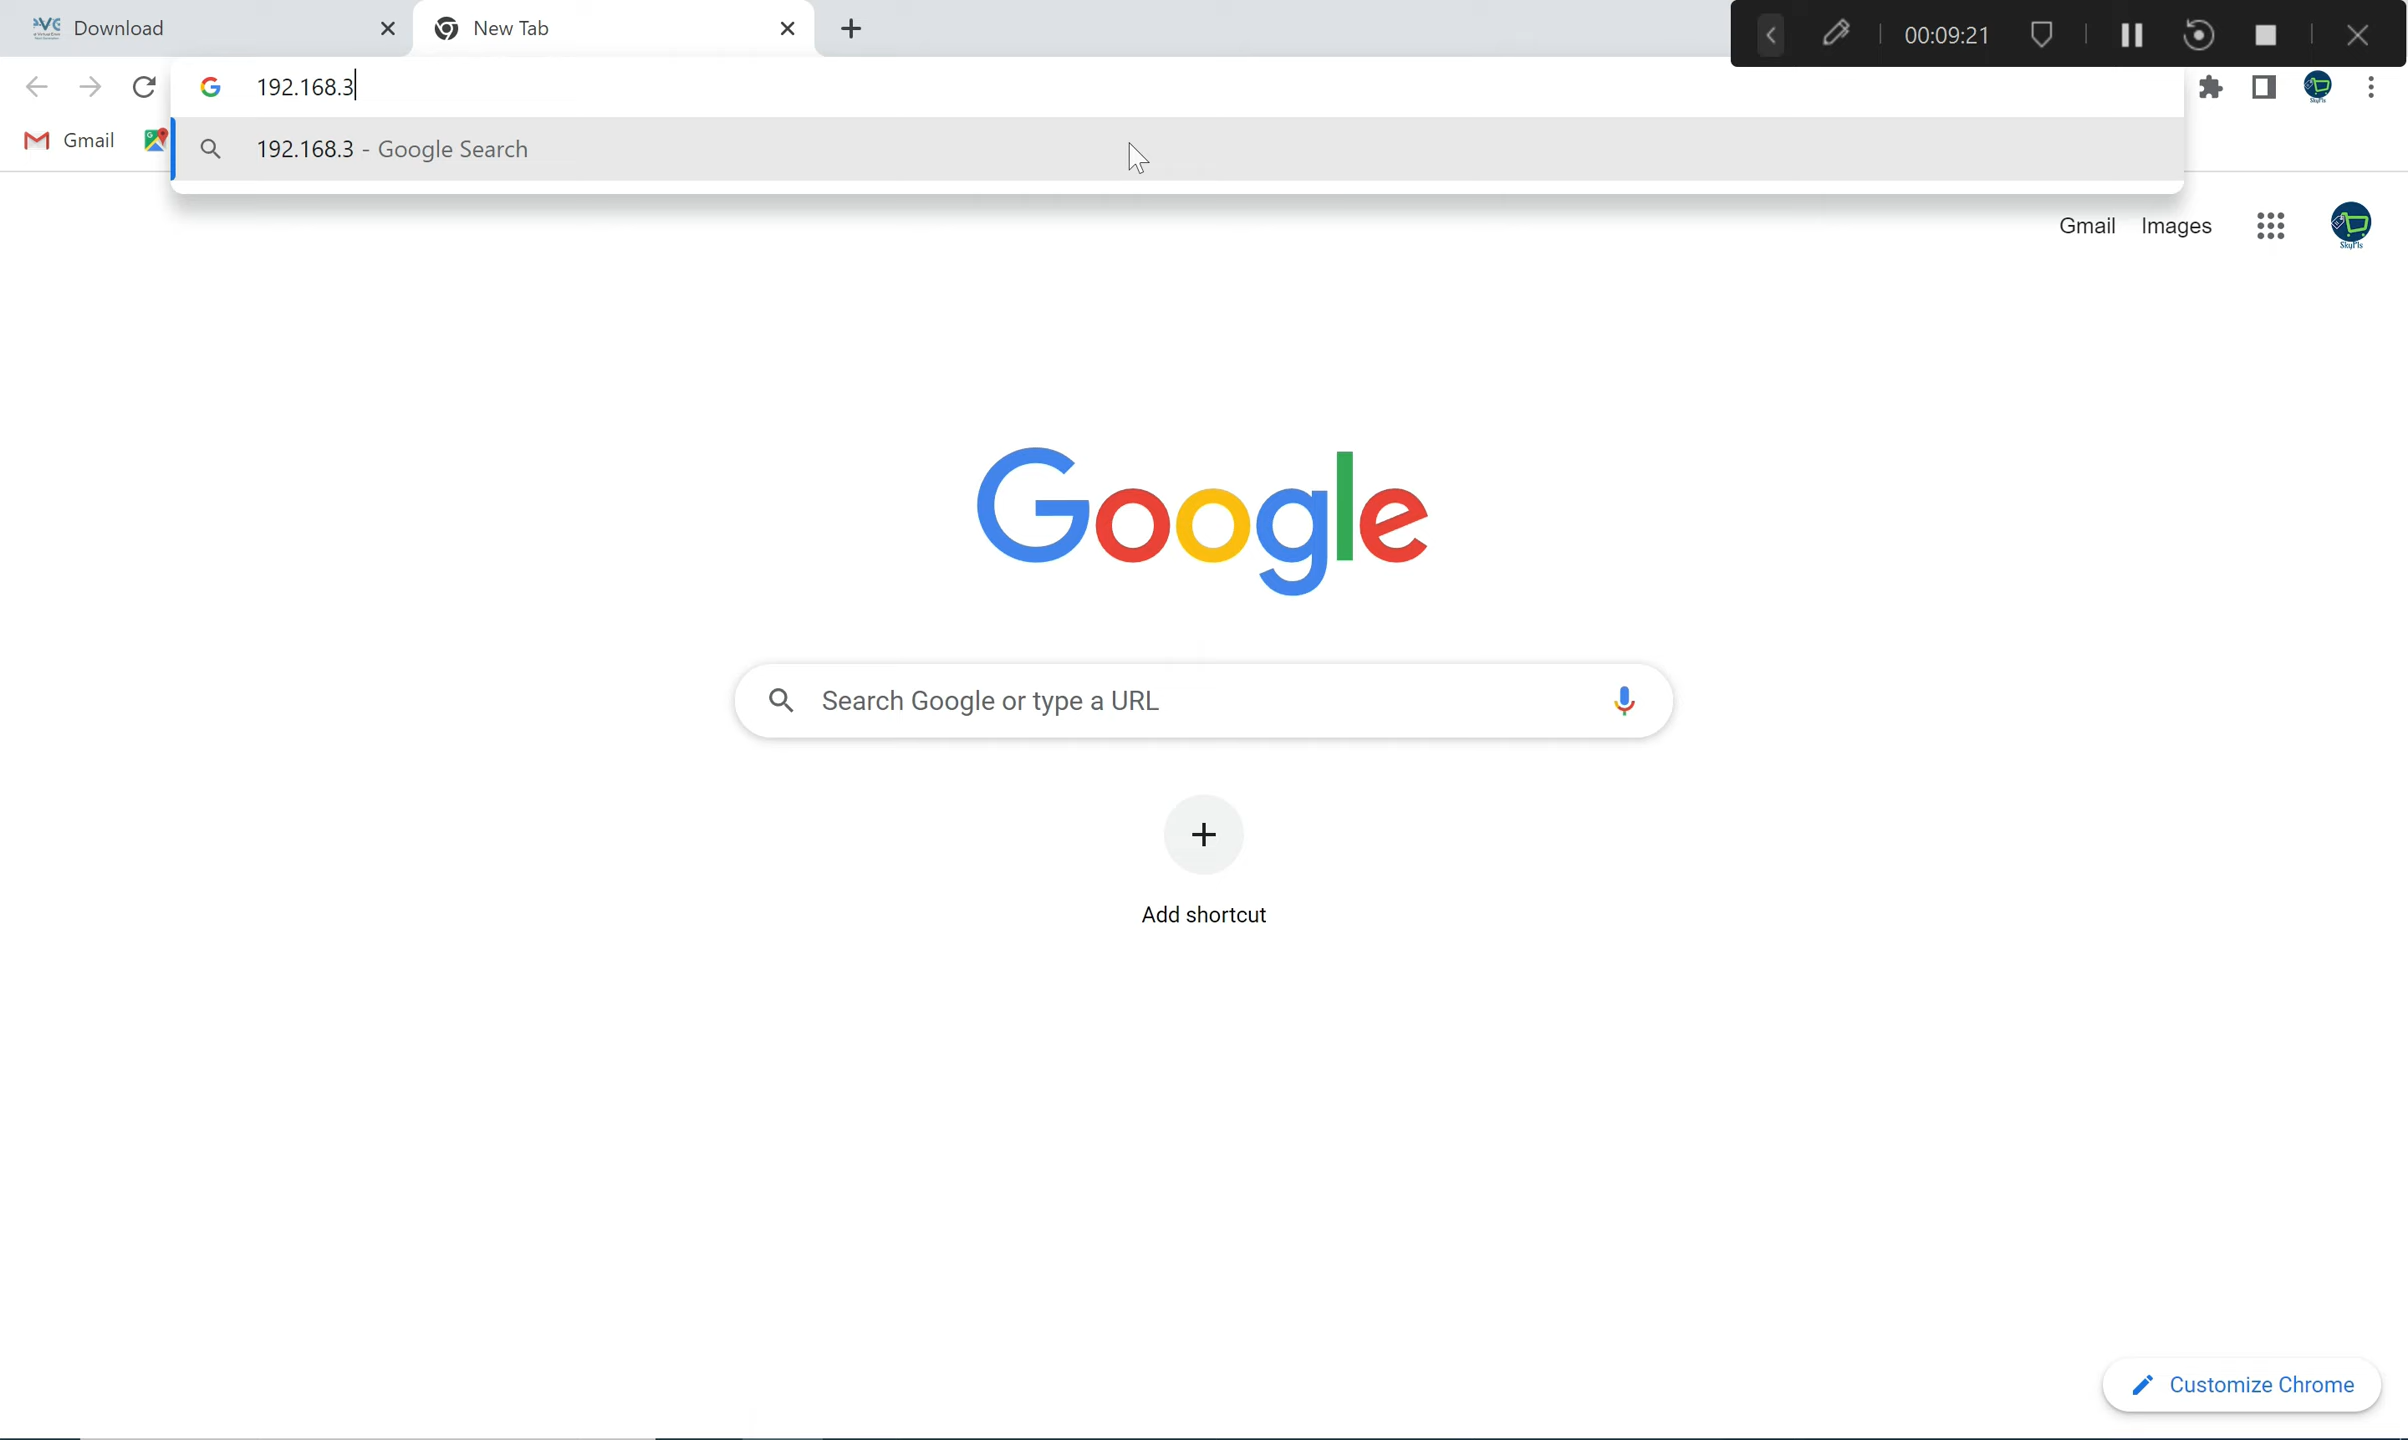 Download
New Tab
00:09:21
192.168.3
Gmail
192.168.3 - Google Search
Gmail Images
Google
Search Google or type a URL
Add shortcut
Customize Chrome